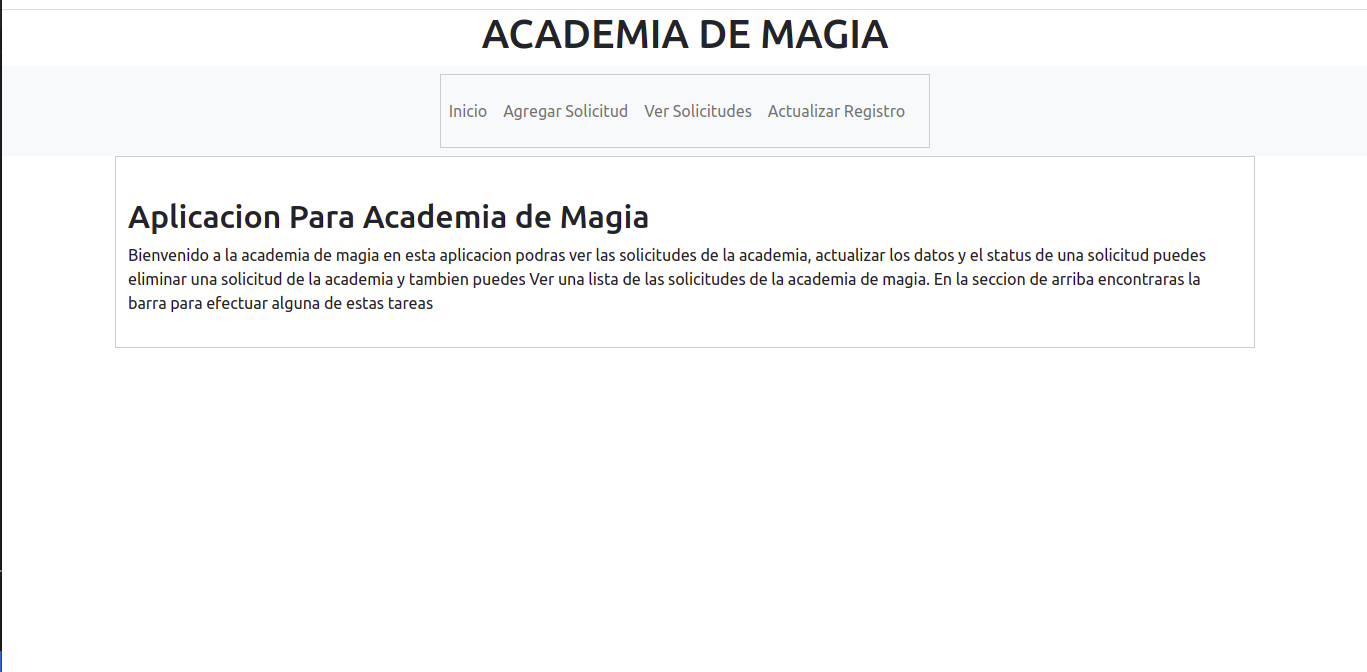 ACADEMIA DE MAGIA
Inicio Agregar Solicitud Ver Solicitudes Actualizar Registro
Aplicacion Para Academia de Magia
Bienvenido a la academia de magia en esta aplicacion podras ver las solicitudes de la academia, actualizar los datos y el status de una solicitud puedes
eliminar una solicitud de la academia y tambien puedes Ver una lista de las solicitudes de la academia de magia. En la seccion de arriba encontraras la
barra para efectuar alguna de estas tareas